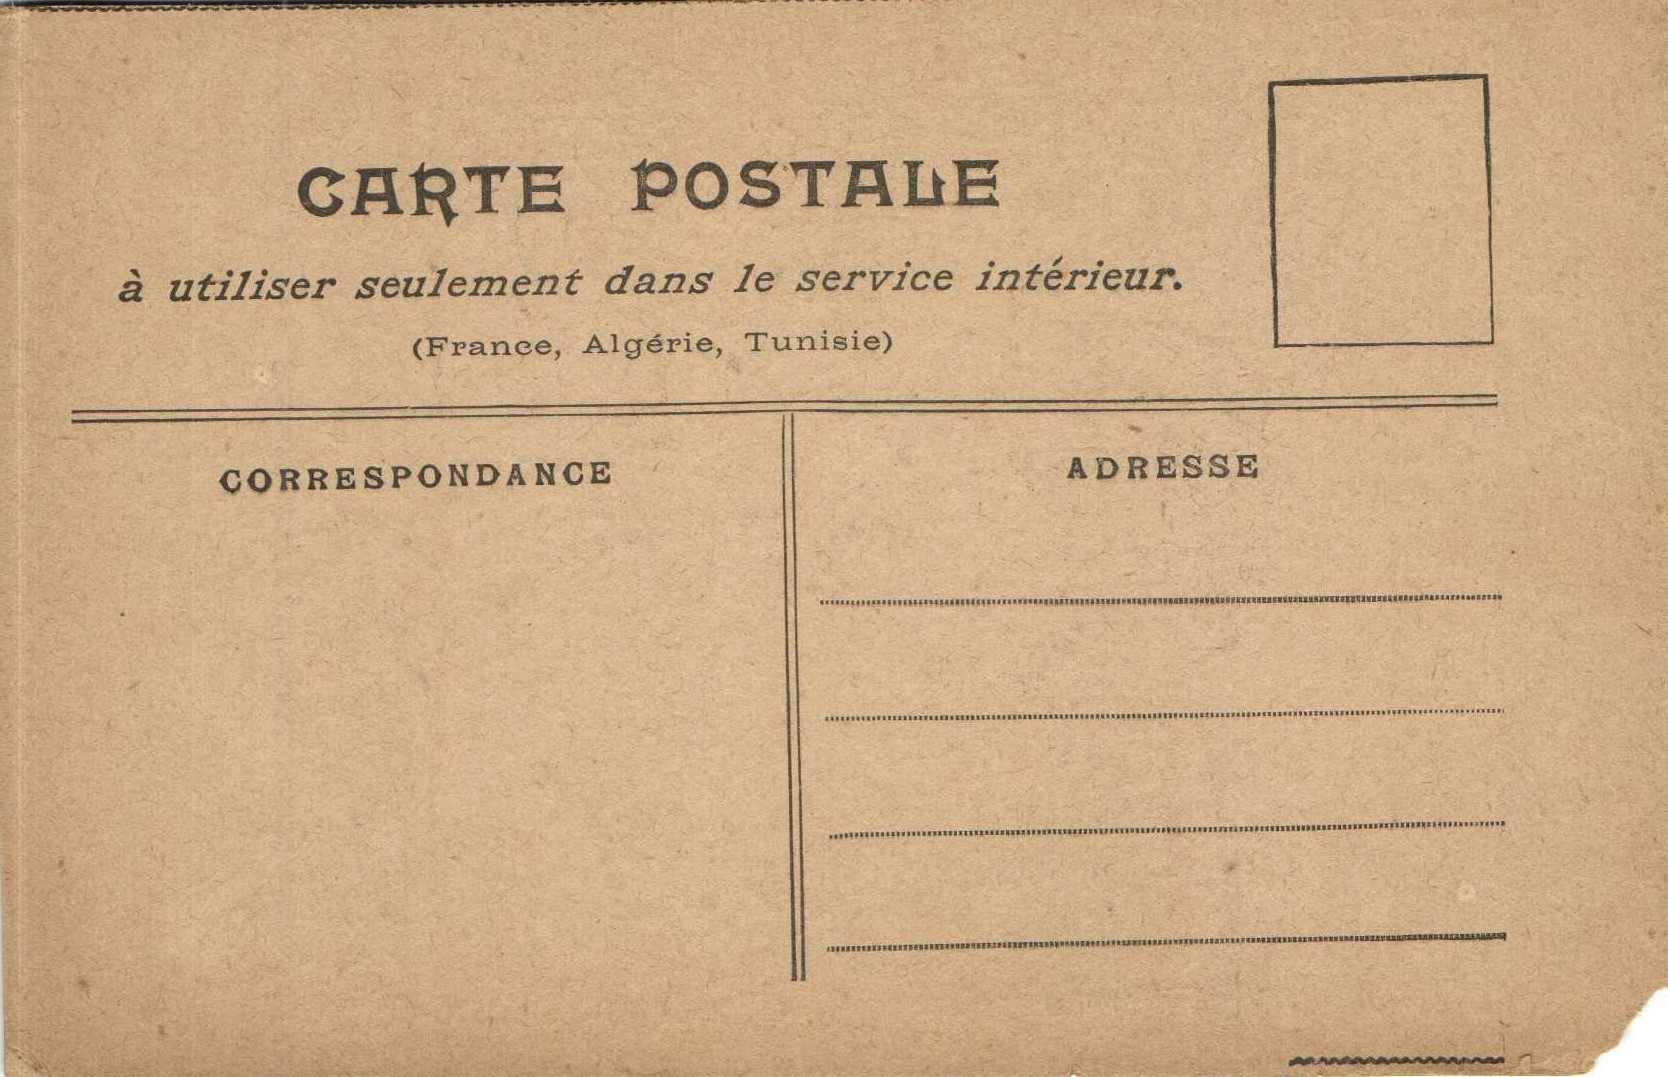 CARTE POSTALE
à utiliser seulement dans le service intérieur.
(France, Algérie, Tunisie)
CORRESPONDANCE
ADRESSE